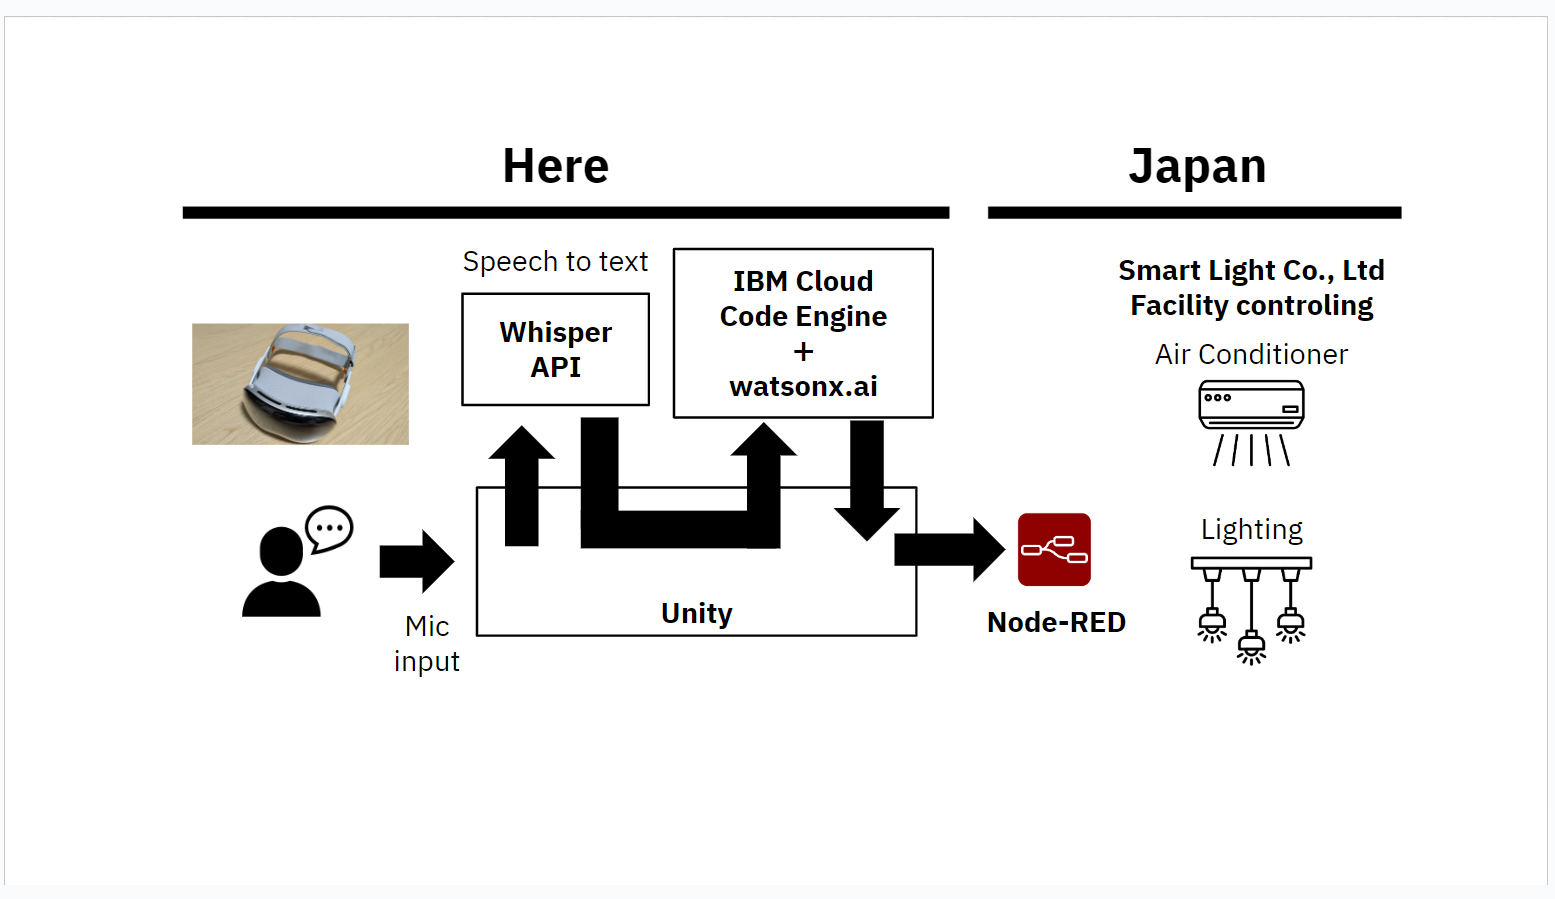 Here
Japan
Speech to text
Whisper
API
IBM Cloud
Code Engine
+
watsonx.ai
Smart Light Co., Ltd
Facility controling
Air Conditioner
Lighting
Mic
input
Unity
Node-RED